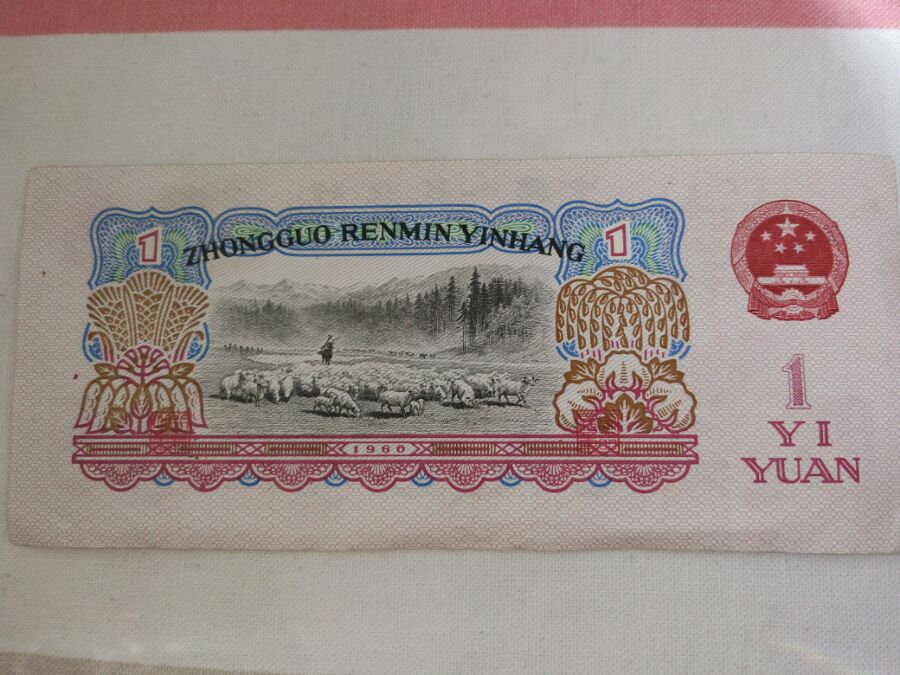 1
ZHONGGUO RENMIN YINHANG
1
1960
1
YI
YUAN